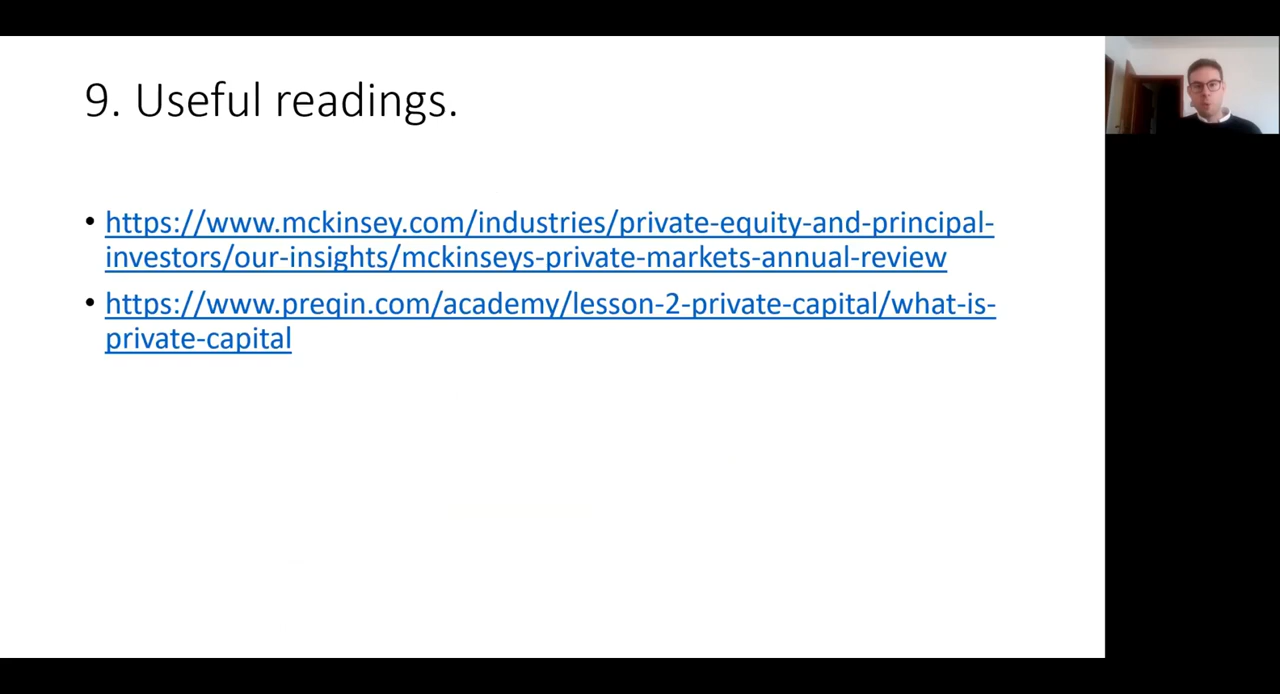 9. Useful readings.
• https://www.mckinsey.com/industries/private-equity-and-principal-
investors/our-insights/mckinseys-private-markets-annual-review
• https://www.preqin.com/academy/lesson-2-private-capital/what-is-
private-capital